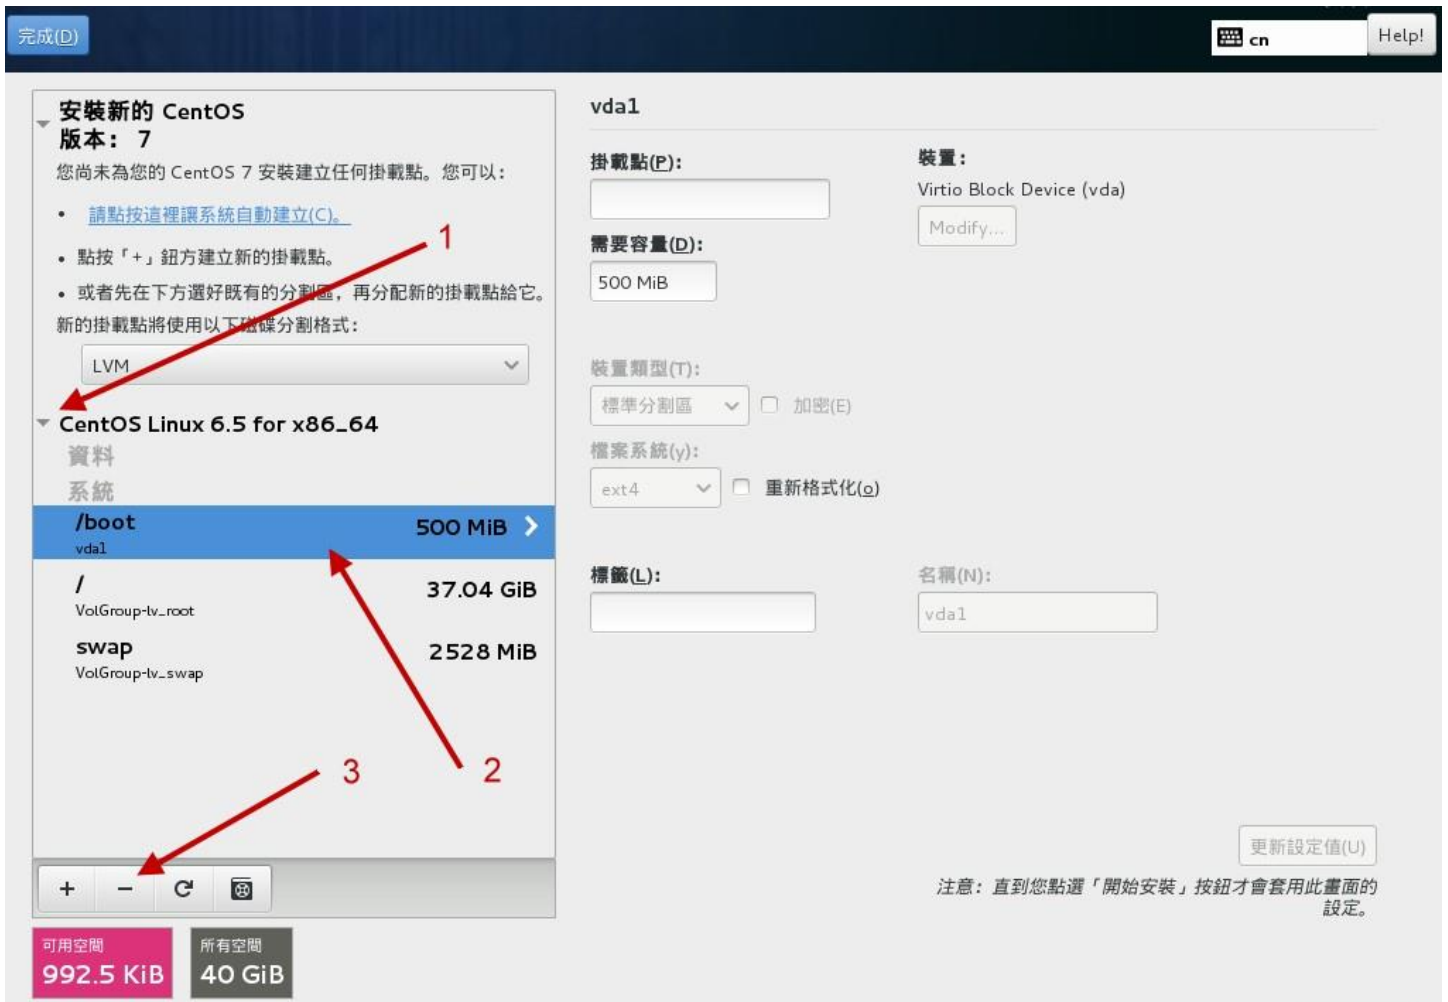 完成(D)
cn
Help!
安裝新的 CentOS
版本： 7
您尚未為您的 CentOS 7 安裝建立任何掛載點。您可以：
• 請點按這裡讓系統自動建立(C)。
• 點按「+」鈕方建立新的掛載點。
• 或者先在下方選好既有的分割區，再分配新的掛載點給它。
新的掛載點將使用以下磁碟分割格式：
LVM
1
CentOS Linux 6.5 for x86_64
資料
系統
/boot 500 MiB
vda1
/ 37.04 GiB
VolGroup-lv_root
swap 2528 MiB
VolGroup-lv_swap
3 2
+ −
可用空間
992.5 KiB
所有空間
40 GiB
vda1
掛載點(P)：
裝置：
Virtio Block Device (vda)
Modify...
需要容量(D)：
500 MiB
裝置類型(T)：
標準分割區 加密(E)
檔案系統(y)：
ext4 重新格式化(o)
標籤(L)：
名稱(N)：
vda1
更新設定值(U)
注意：直到您點選「開始安裝」按鈕才會套用此畫面的
設定。